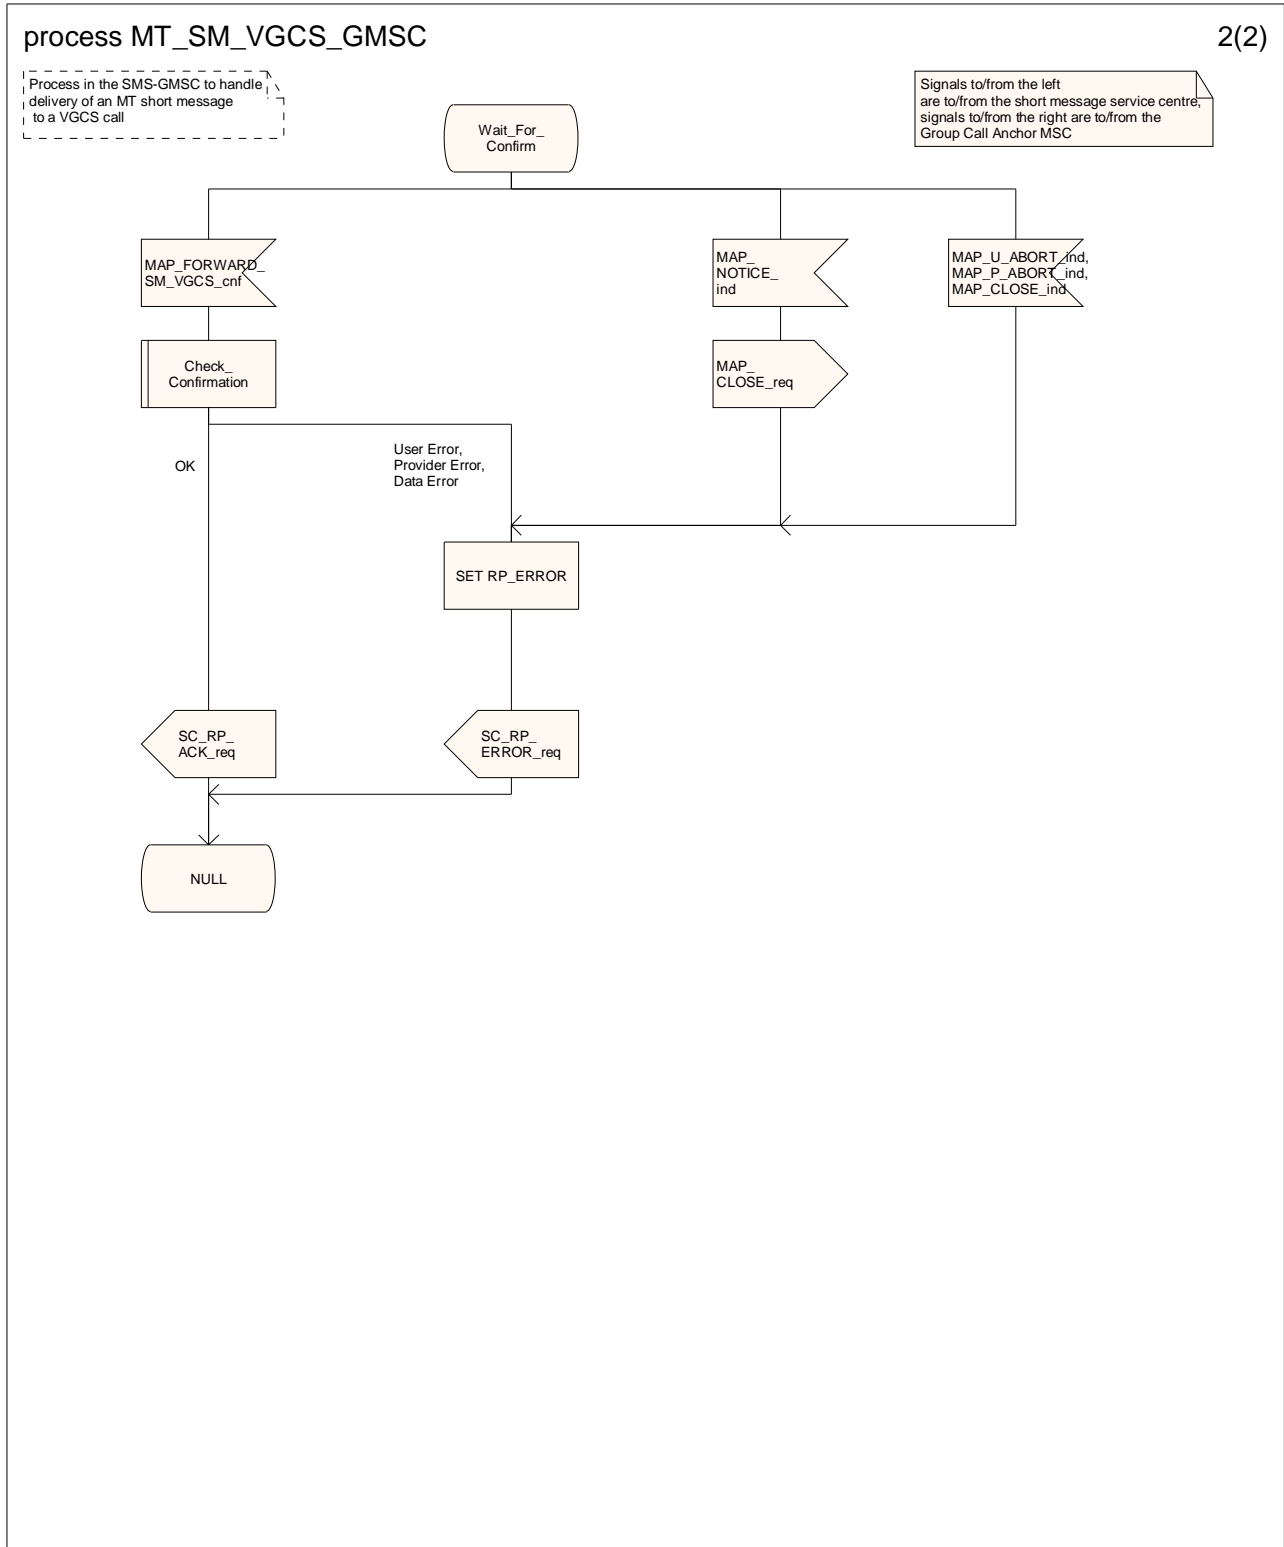 process MT_SM_VGCS_GMSC
2(2)
Process in the SMS-GMSC to handle
delivery of an MT short message
to a VGCS call
Signals to/from the left
are to/from the short message service centre,
signals to/from the right are to/from the
Group Call Anchor MSC
Wait_For_
Confirm
MAP_FORWARD_
SM_VGCS_cnf
MAP_
NOTICE_
ind
MAP_U_ABORT_ind,
MAP_P_ABORT_ind,
MAP_CLOSE_ind
Check_
Confirmation
MAP_
CLOSE_req
OK
User Error,
Provider Error,
Data Error
SET RP_ERROR
SC_RP_
ACK_req
SC_RP_
ERROR_req
NULL